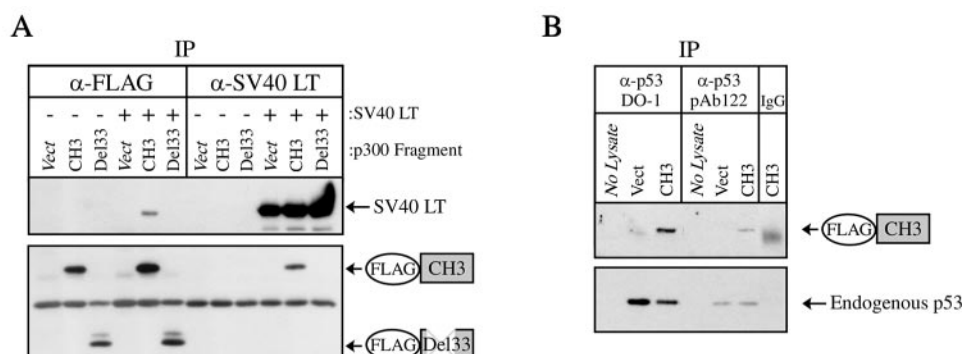 A
IP
α-FLAG α-SV40 LT
- - - + + + - - - + + + :SV40 LT
Vect CH3 Del33 Vect CH3 Del33 Vect CH3 Del33 Vect CH3 Del33 :p300 Fragment
SV40 LT
FLAG CH3
FLAG Del33
B
IP
α-p53 DO-1 α-p53 pAb122 IgG
No Lysate Vect CH3 No Lysate Vect CH3 CH3
FLAG CH3
Endogenous p53